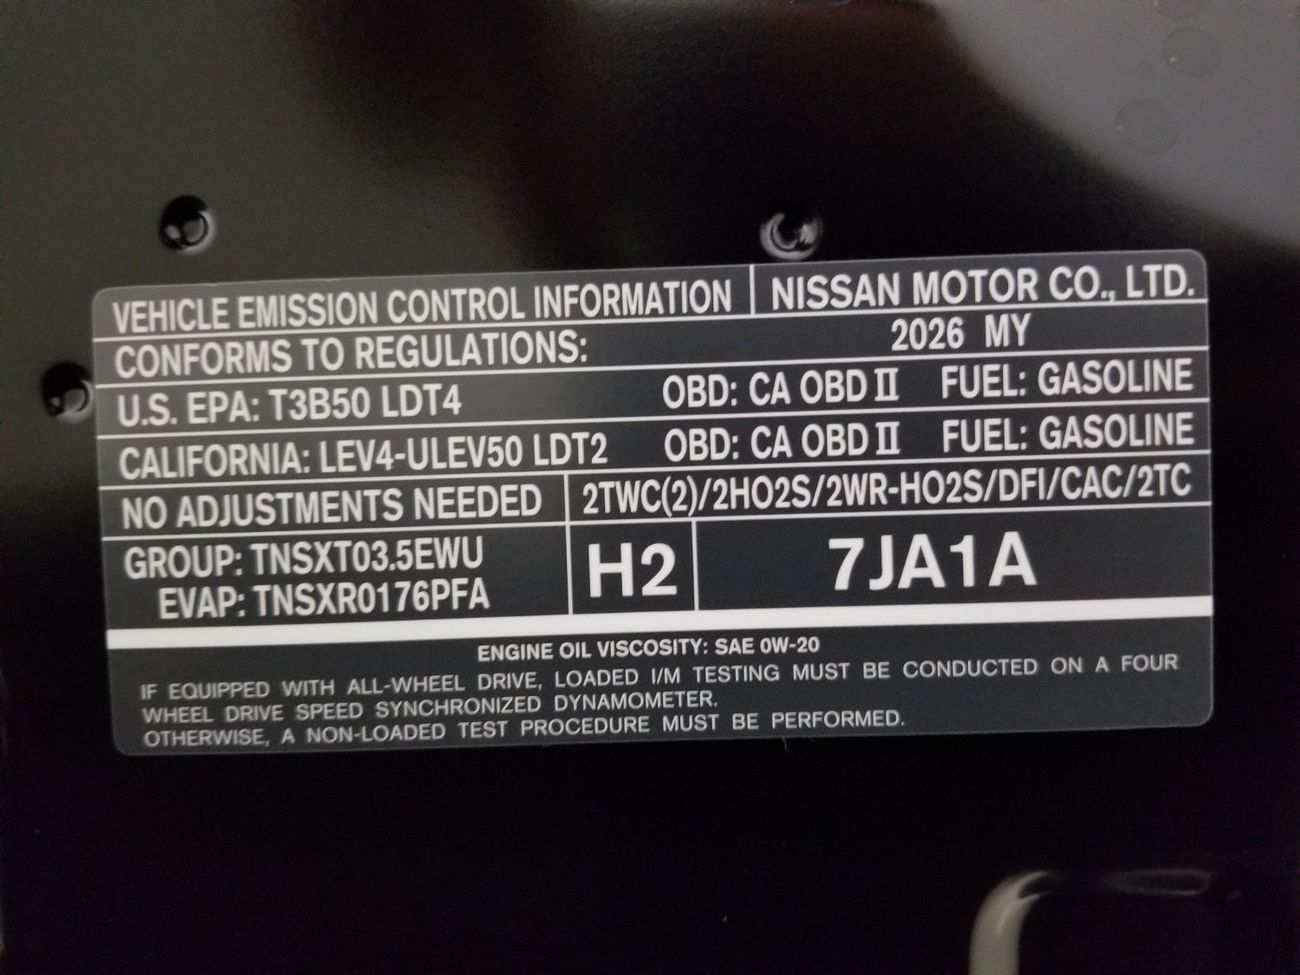 VEHICLE EMISSION CONTROL INFORMATION NISSAN MOTOR CO., LTD.
CONFORMS TO REGULATIONS: 2026 MY
U.S. EPA: T3B50 LDT4 OBD: CA OBD II FUEL: GASOLINE
CALIFORNIA: LEV4-ULEV50 LDT2 OBD: CA OBD II FUEL: GASOLINE
NO ADJUSTMENTS NEEDED 2TWC(2)/2HO2S/2WR-HO2S/DFI/CAC/2TC
GROUP: TNSXT03.5EWU
EVAP: TNSXR0176PFA
H2
7JA1A
ENGINE OIL VISCOSITY: SAE 0W-20
IF EQUIPPED WITH ALL-WHEEL DRIVE, LOADED I/M TESTING MUST BE CONDUCTED ON A FOUR
WHEEL DRIVE SPEED SYNCHRONIZED DYNAMOMETER.
OTHERWISE, A NON-LOADED TEST PROCEDURE MUST BE PERFORMED.